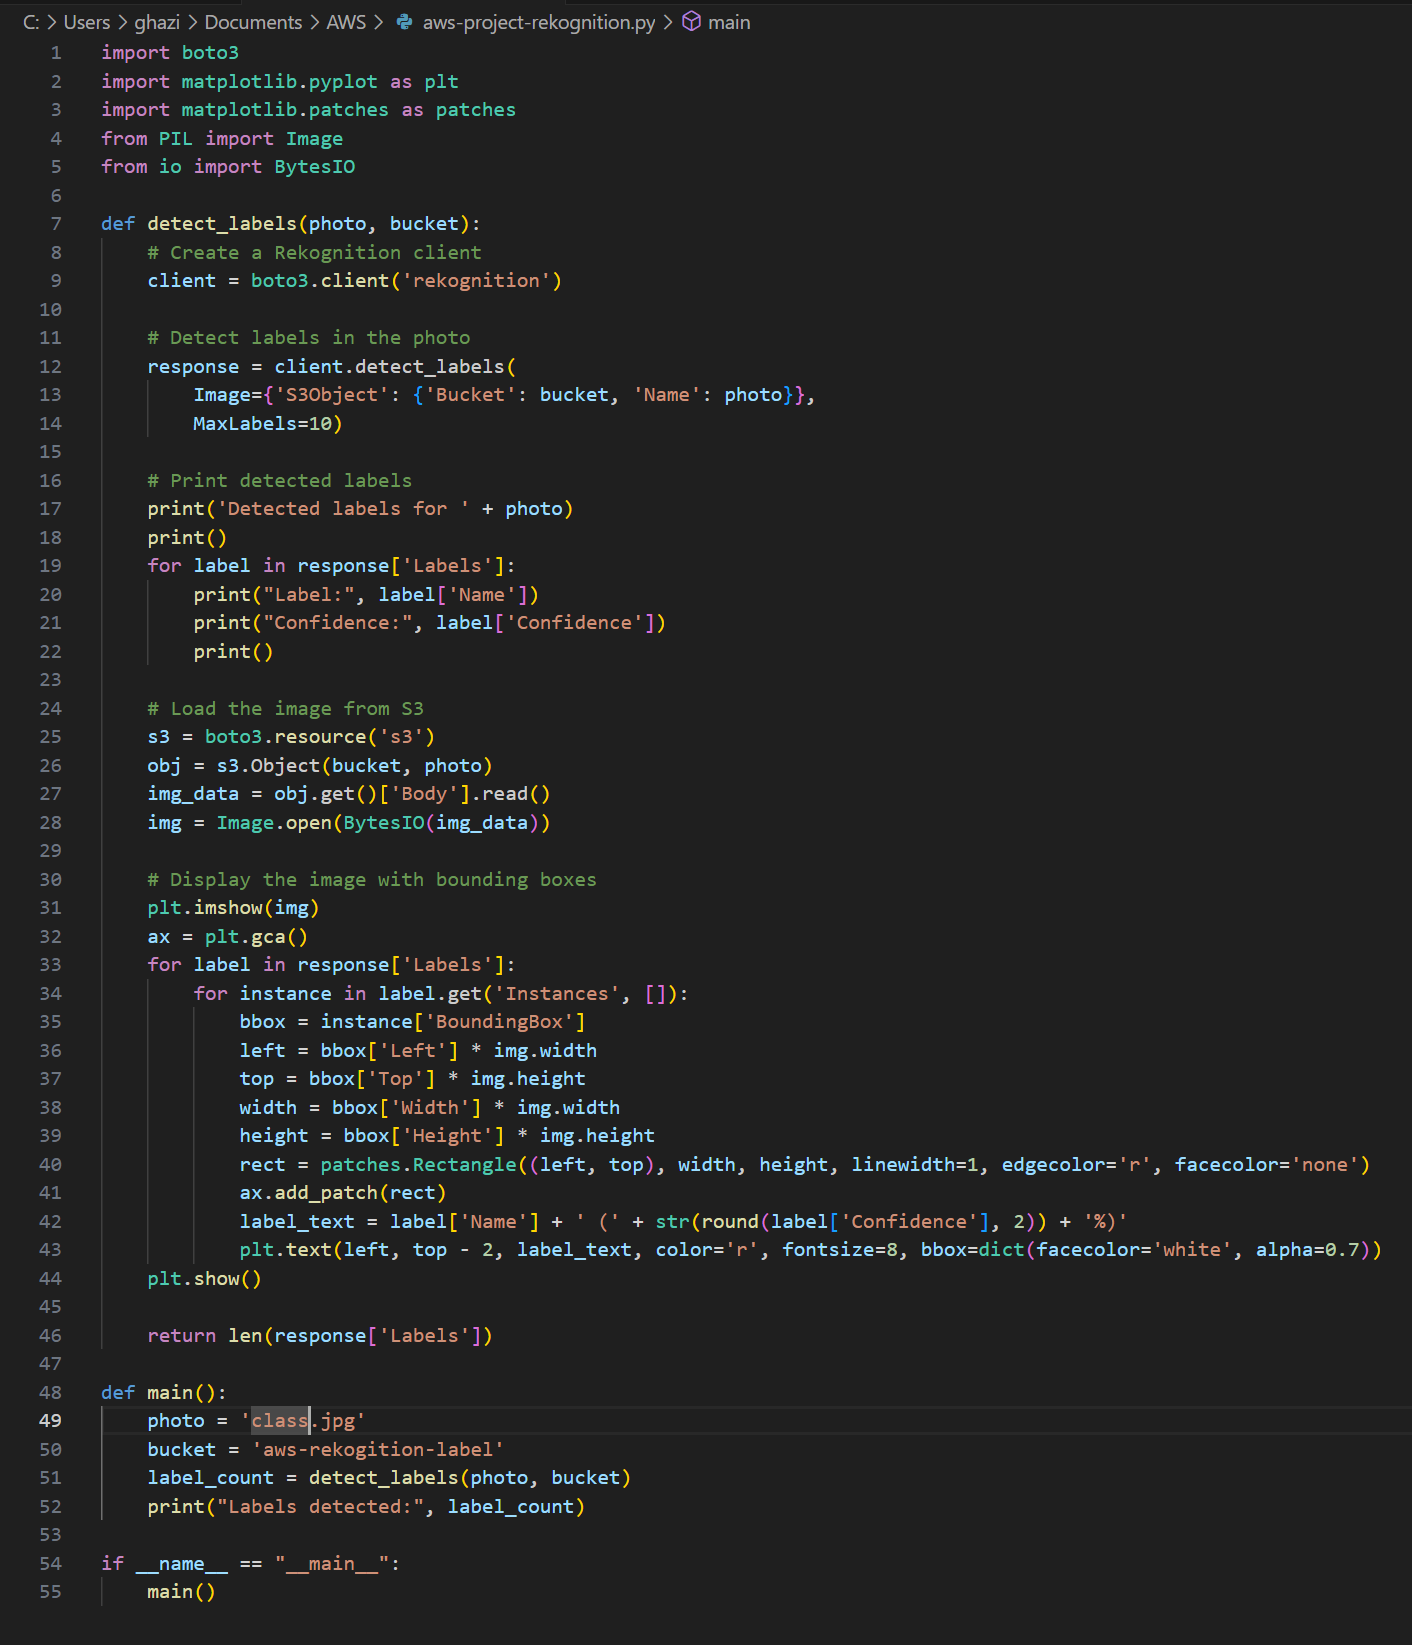 C: > Users > ghazi > Documents > AWS > aws-project-rekognition.py > main
1 import boto3
2 import matplotlib.pyplot as plt
3 import matplotlib.patches as patches
4 from PIL import Image
5 from io import BytesIO
6
7 def detect_labels(photo, bucket):
8     # Create a Rekognition client
9     client = boto3.client('rekognition')
10
11     # Detect labels in the photo
12     response = client.detect_labels(
13         Image={'S3Object': {'Bucket': bucket, 'Name': photo}},
14         MaxLabels=10)
15
16     # Print detected labels
17     print('Detected labels for ' + photo)
18     print()
19     for label in response['Labels']:
20         print("Label:", label['Name'])
21         print("Confidence:", label['Confidence'])
22         print()
23
24     # Load the image from S3
25     s3 = boto3.resource('s3')
26     obj = s3.Object(bucket, photo)
27     img_data = obj.get()['Body'].read()
28     img = Image.open(BytesIO(img_data))
29
30     # Display the image with bounding boxes
31     plt.imshow(img)
32     ax = plt.gca()
33     for label in response['Labels']:
34         for instance in label.get('Instances', []):
35             bbox = instance['BoundingBox']
36             left = bbox['Left'] * img.width
37             top = bbox['Top'] * img.height
38             width = bbox['Width'] * img.width
39             height = bbox['Height'] * img.height
40             rect = patches.Rectangle((left, top), width, height, linewidth=1, edgecolor='r', facecolor='none')
41             ax.add_patch(rect)
42             label_text = label['Name'] + ' (' + str(round(label['Confidence'], 2)) + '%)'
43             plt.text(left, top - 2, label_text, color='r', fontsize=8, bbox=dict(facecolor='white', alpha=0.7))
44     plt.show()
45
46     return len(response['Labels'])
47
48 def main():
49     photo = 'class.jpg'
50     bucket = 'aws-rekogition-label'
51     label_count = detect_labels(photo, bucket)
52     print("Labels detected:", label_count)
53
54 if __name__ == "__main__":
55     main()